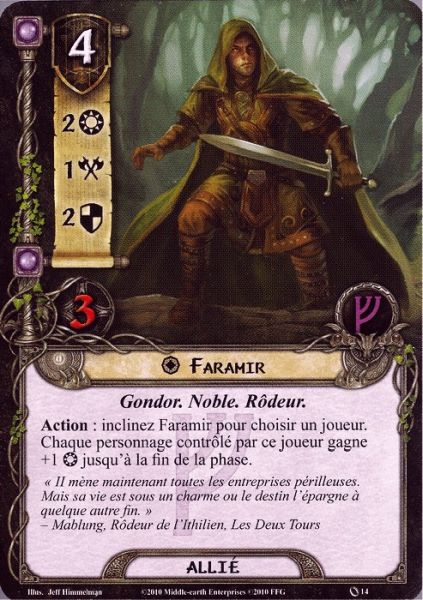 4
2
1
2
3
Faramir
Gondor. Noble. Rôdeur.
Action : inclinez Faramir pour choisir un joueur.
Chaque personnage contrôlé par ce joueur gagne
+1 jusqu'à la fin de la phase.
« Il mène maintenant toutes les entreprises périlleuses.
Mais sa vie est sous un charme ou le destin l'épargne à
quelque autre fin. »
– Mablung, Rôdeur de l'Ithilien, Les Deux Tours
ALLIÉ
Illus. Jeff Himmelman ©2010 Middle-earth Enterprises ©2010 FFG 14